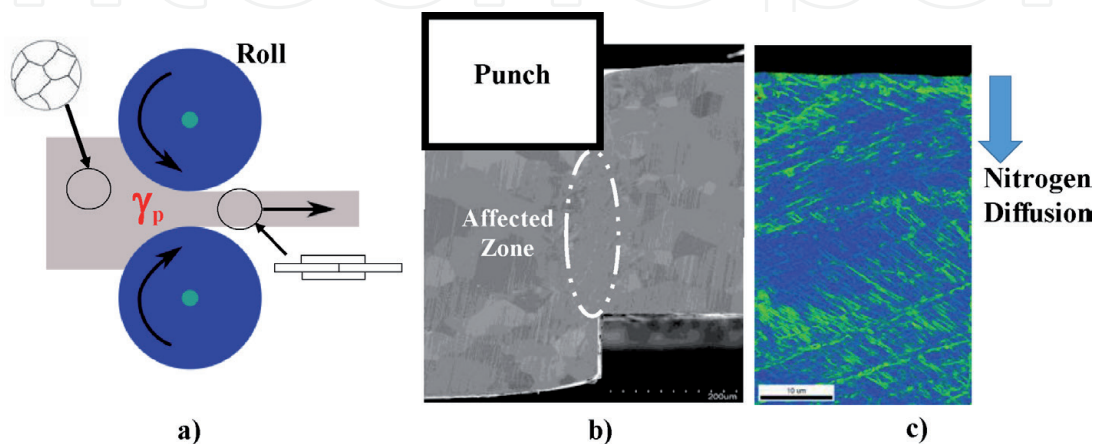 Roll
γp
a)
Punch
Affected
Zone
200um
b)
10 um
Nitrogen
Diffusion
c)